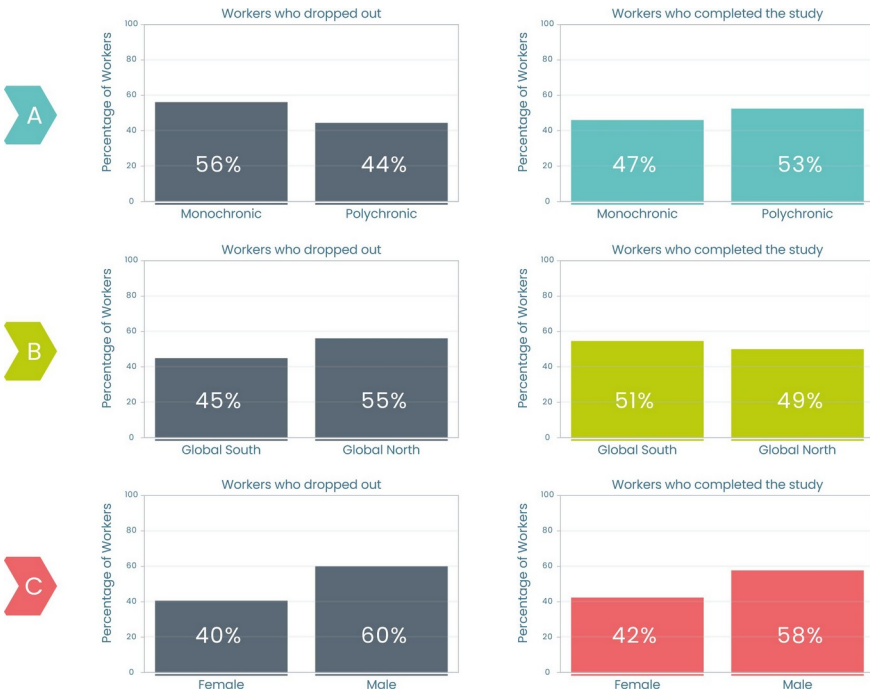 Workers who dropped out
Workers who completed the study
A
Percentage of Workers
100
80
60
40
20
0
56%
44%
Monochronic
Polychronic
Percentage of Workers
100
80
60
40
20
0
47%
53%
Monochronic
Polychronic
Workers who dropped out
Workers who completed the study
B
Percentage of Workers
100
80
60
40
20
0
45%
55%
Global South
Global North
Percentage of Workers
100
80
60
40
20
0
51%
49%
Global South
Global North
Workers who dropped out
Workers who completed the study
C
Percentage of Workers
100
80
60
40
20
0
40%
60%
Female
Male
Percentage of Workers
100
80
60
40
20
0
42%
58%
Female
Male